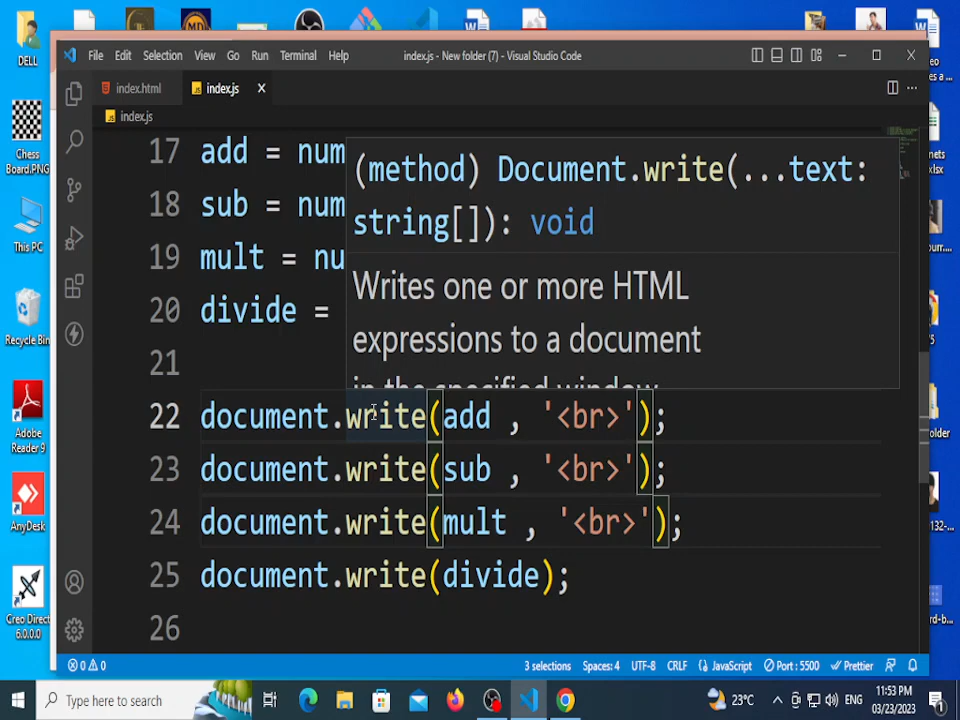 File Edit Selection View Go Run Terminal Help
index.js - New folder (7) - Visual Studio Code
index.html
index.js
index.js
17 add = num
18 sub = num
19 mult = nu
20 divide =
21
22 document.write(add , '<br>');
23 document.write(sub , '<br>');
24 document.write(mult , '<br>');
25 document.write(divide);
26
(method) Document.write(...text:
string[]): void
Writes one or more HTML
expressions to a document
in the specified window.
0 0
3 selections Spaces: 4 UTF-8 CRLF JavaScript Port : 5500 Prettier
DELL
Chess
Board.PNG
This PC
Recycle Bin
Adobe
Reader 9
AnyDesk
Creo Direct
6.0.0.0
Type here to search
23°C
ENG
11:53 PM
03/23/2023